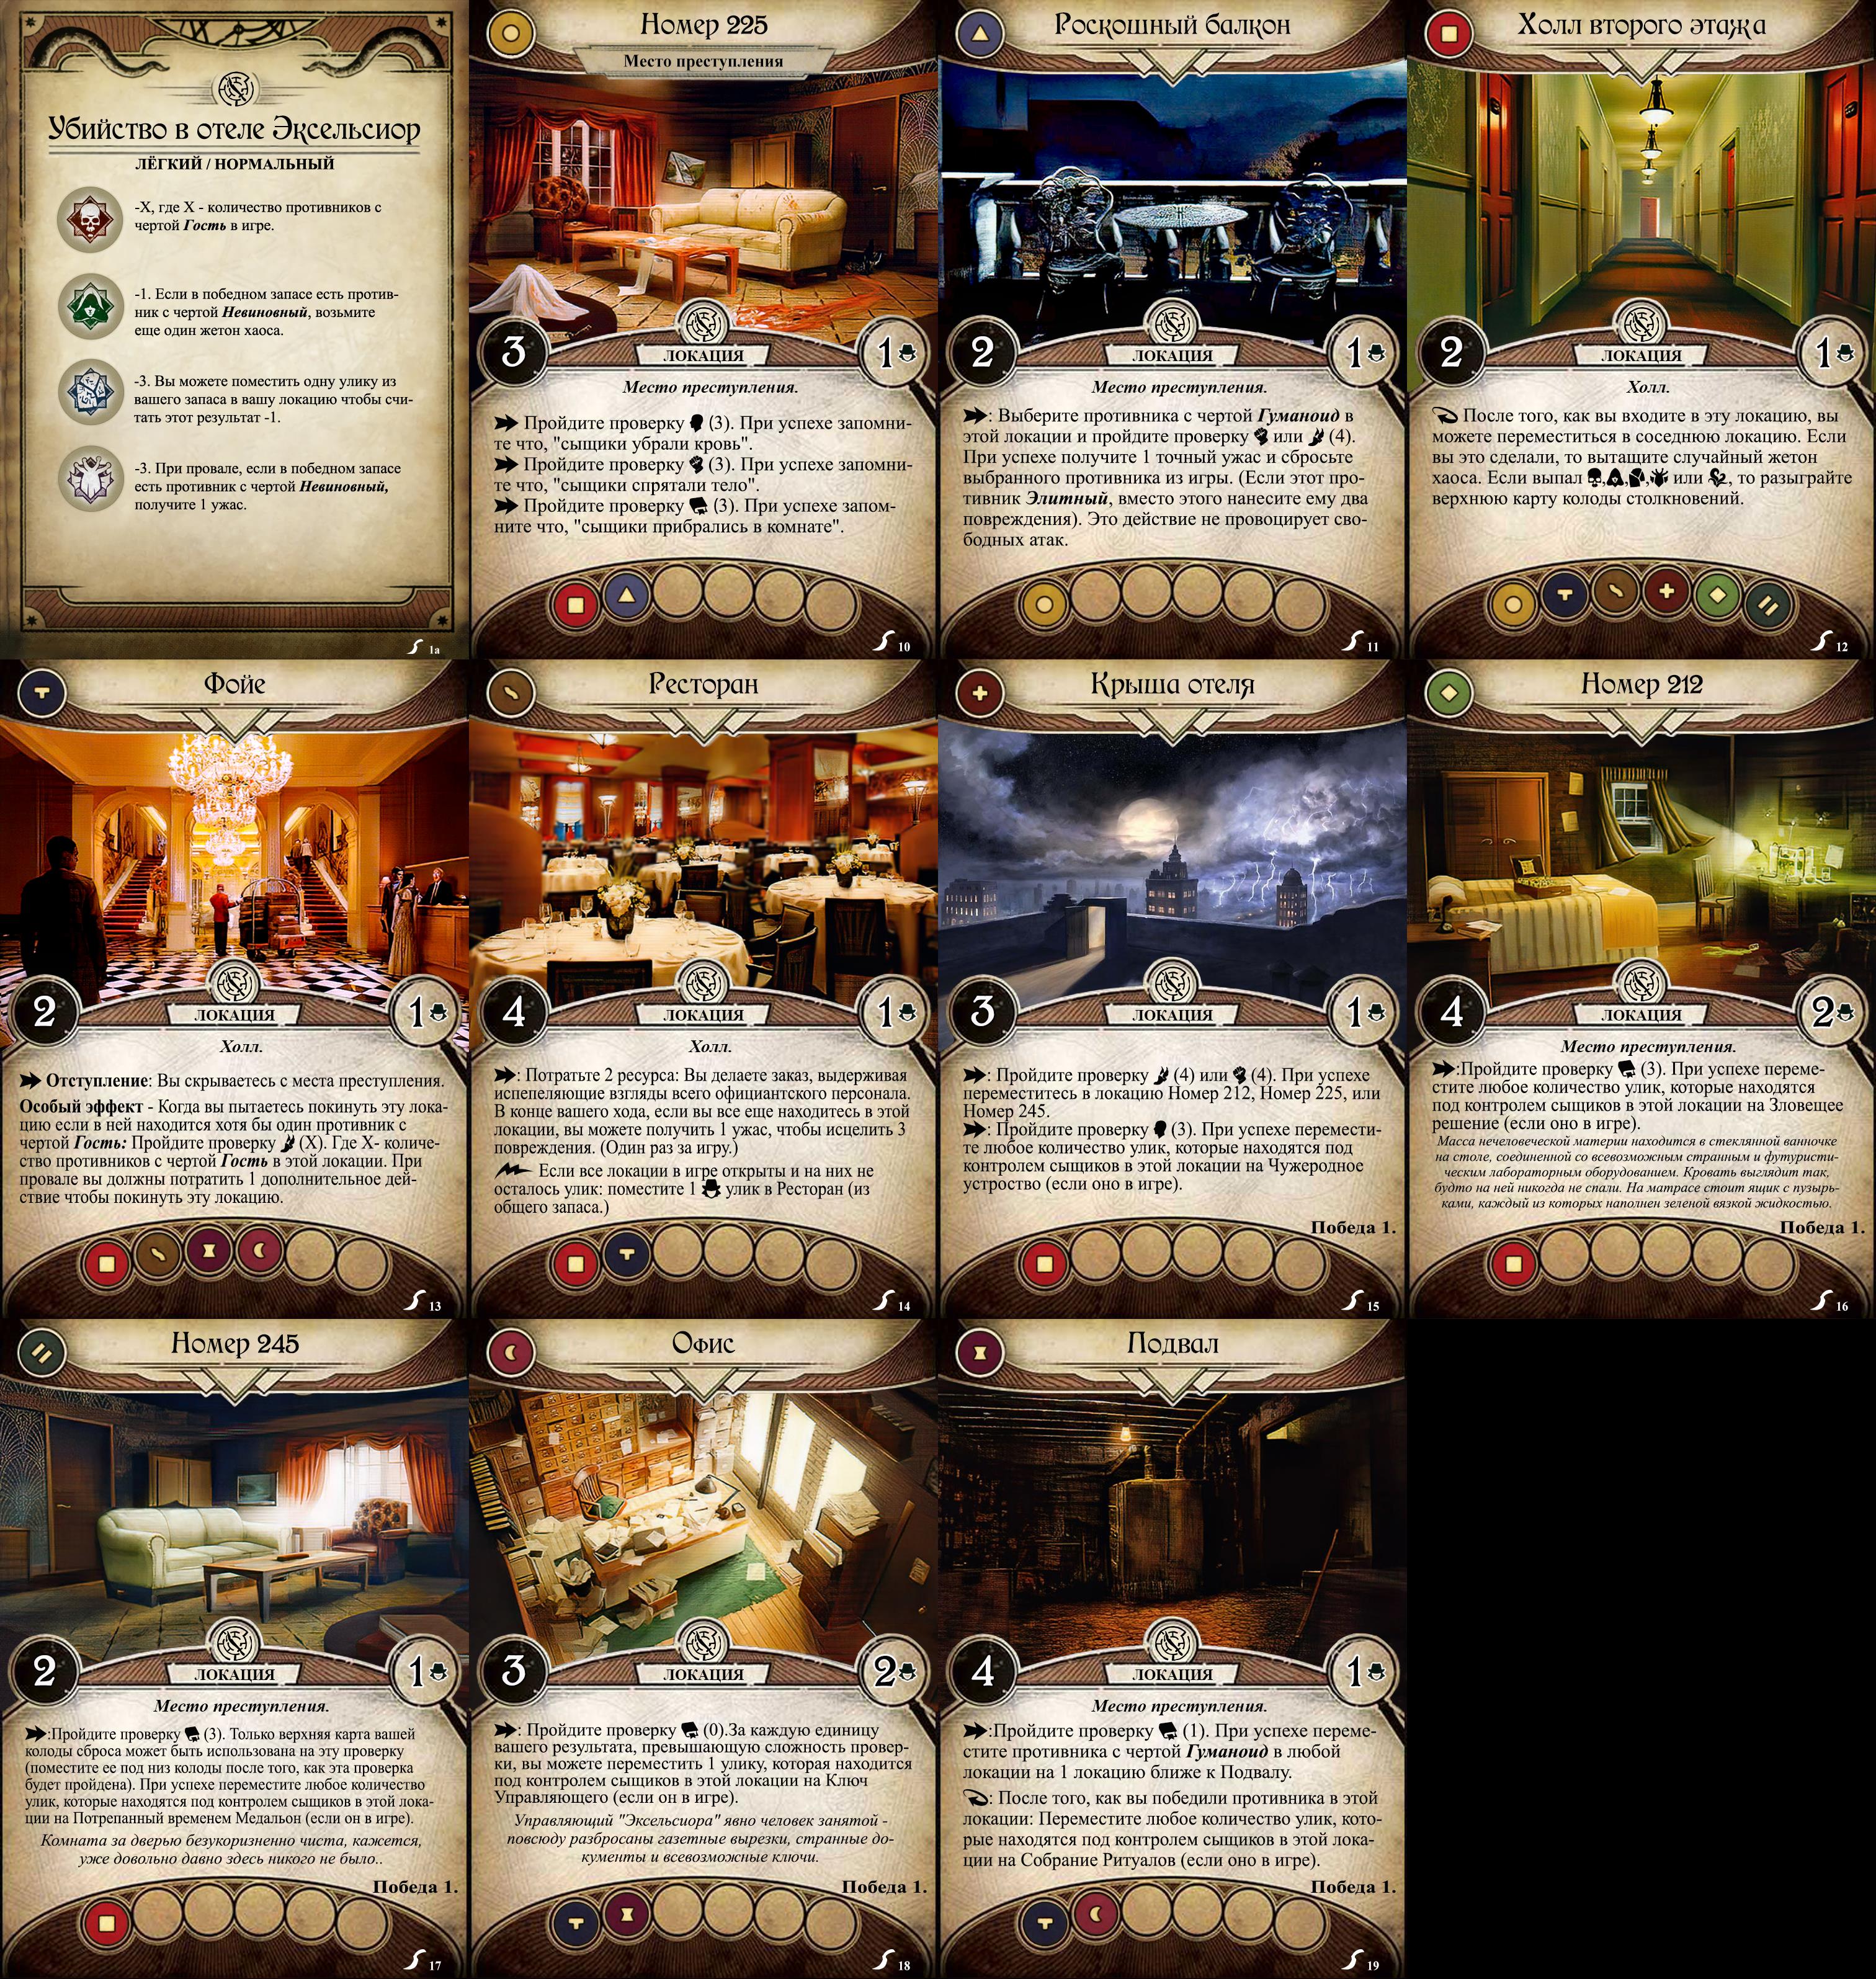 Убийство в отеле Эксельсиор
ЛЁГКИЙ / НОРМАЛЬНЫЙ
-X, где X - количество противников с
чертой Гость в игре.
-1. Если в победном запасе есть против-
ник с чертой Невиновный, возьмите
еще один жетон хаоса.
-3. Вы можете поместить одну улику из
вашего запаса в вашу локацию чтобы счи-
тать этот результат -1.
-3. При провале, если в победном запасе
есть противник с чертой Невиновный,
получите 1 ужас.
1a
Номер 225
Место преступления
3
1
ЛОКАЦИЯ
Место преступления.
Пройдите проверку (3). При успехе запомни-
те что, "сыщики убрали кровь".
Пройдите проверку (3). При успехе запомни-
те что, "сыщики спрятали тело".
Пройдите проверку (3). При успехе запом-
ните что, "сыщики прибрались в комнате".
10
Роскошный балкон
2
1
ЛОКАЦИЯ
Место преступления.
: Выберите противника с чертой Гуманоид в
этой локации и пройдите проверку или (4).
При успехе получите 1 точный ужас и сбросьте
выбранного противника из игры. (Если этот про-
тивник Элитный, вместо этого нанесите ему два
повреждения). Это действие не провоцирует сво-
бодных атак.
11
Холл второго этажа
2
1
ЛОКАЦИЯ
Холл.
После того, как вы входите в эту локацию, вы
можете переместиться в соседнюю локацию. Если
вы это сделали, то вытащите случайный жетон
хаоса. Если выпал , , , или , то разыграйте
верхнюю карту колоды столкновений.
12
Фойе
2
1
ЛОКАЦИЯ
Холл.
Отступление: Вы скрываетесь с места преступления.
Особый эффект - Когда вы пытаетесь покинуть эту лока-
цию если в ней находится хотя бы один противник с
чертой Гость: Пройдите проверку (X). Где X- количе-
ство противников с чертой Гость в этой локации. При
провале вы должны потратить 1 дополнительное дей-
ствие чтобы покинуть эту локацию.
13
Ресторан
4
1
ЛОКАЦИЯ
Холл.
: Потратьте 2 ресурса: Вы делаете заказ, выдерживая
испепеляющие взгляды всего официантского персонала.
В конце вашего хода, если вы все еще находитесь в этой
локации, вы можете получить 1 ужас, чтобы исцелить 3
повреждения. (Один раз за игру.)
Если все локации в игре открыты и на них не
осталось улик: поместите 1 улик в Ресторан (из
общего запаса.)
14
Крыша отеля
3
1
ЛОКАЦИЯ
: Пройдите проверку (4) или (4). При успехе
переместитесь в локацию Номер 212, Номер 225, или
Номер 245.
: Пройдите проверку (3). При успехе перемести-
те любое количество улик, которые находятся под
контролем сыщиков в этой локации на Чужеродное
устроство (если оно в игре).
Победа 1.
15
Номер 212
4
2
ЛОКАЦИЯ
Место преступления.
:Пройдите проверку (3). При успехе переме-
стите любое количество улик, которые находятся
под контролем сыщиков в этой локации на Зловещее
решение (если оно в игре).
Масса нечеловеческой материи находится в стеклянной ванночке
на столе, соединенной со всевозможным странным и футуристи-
ческим лабораторным оборудованием. Кровать выглядит так,
будто на ней никогда не спали. На матрасе стоит ящик с пузырь-
ками, каждый из которых наполнен зеленой вязкой жидкостью.
Победа 1.
16
Номер 245
2
1
ЛОКАЦИЯ
Место преступления.
:Пройдите проверку (3). Только верхняя карта вашей
колоды сброса может быть использована на эту проверку
(поместите ее под низ колоды после того, как эта проверка
будет пройдена). При успехе переместите любое количество
улик, которые находятся под контролем сыщиков в этой лока-
ции на Потрепанный временем Медальон (если он в игре).
Комната за дверью безукоризненно чиста, кажется,
уже довольно давно здесь никого не было..
Победа 1.
17
Офис
3
2
ЛОКАЦИЯ
: Пройдите проверку (0).За каждую единицу
вашего результата, превышающую сложность провер-
ки, вы можете переместить 1 улику, которая находится
под контролем сыщиков в этой локации на Ключ
Управляющего (если он в игре).
Управляющий "Эксельсиора" явно человек занятой -
повсюду разбросаны газетные вырезки, странные до-
кументы и всевозможные ключи.
Победа 1.
18
Подвал
4
1
ЛОКАЦИЯ
Место преступления.
:Пройдите проверку (1). При успехе переме-
стите противника с чертой Гуманоид в любой
локации на 1 локацию ближе к Подвалу.
: После того, как вы победили противника в этой
локации: Переместите любое количество улик, кото-
рые находятся под контролем сыщиков в этой лока-
ции на Собрание Ритуалов (если оно в игре).
Победа 1.
19